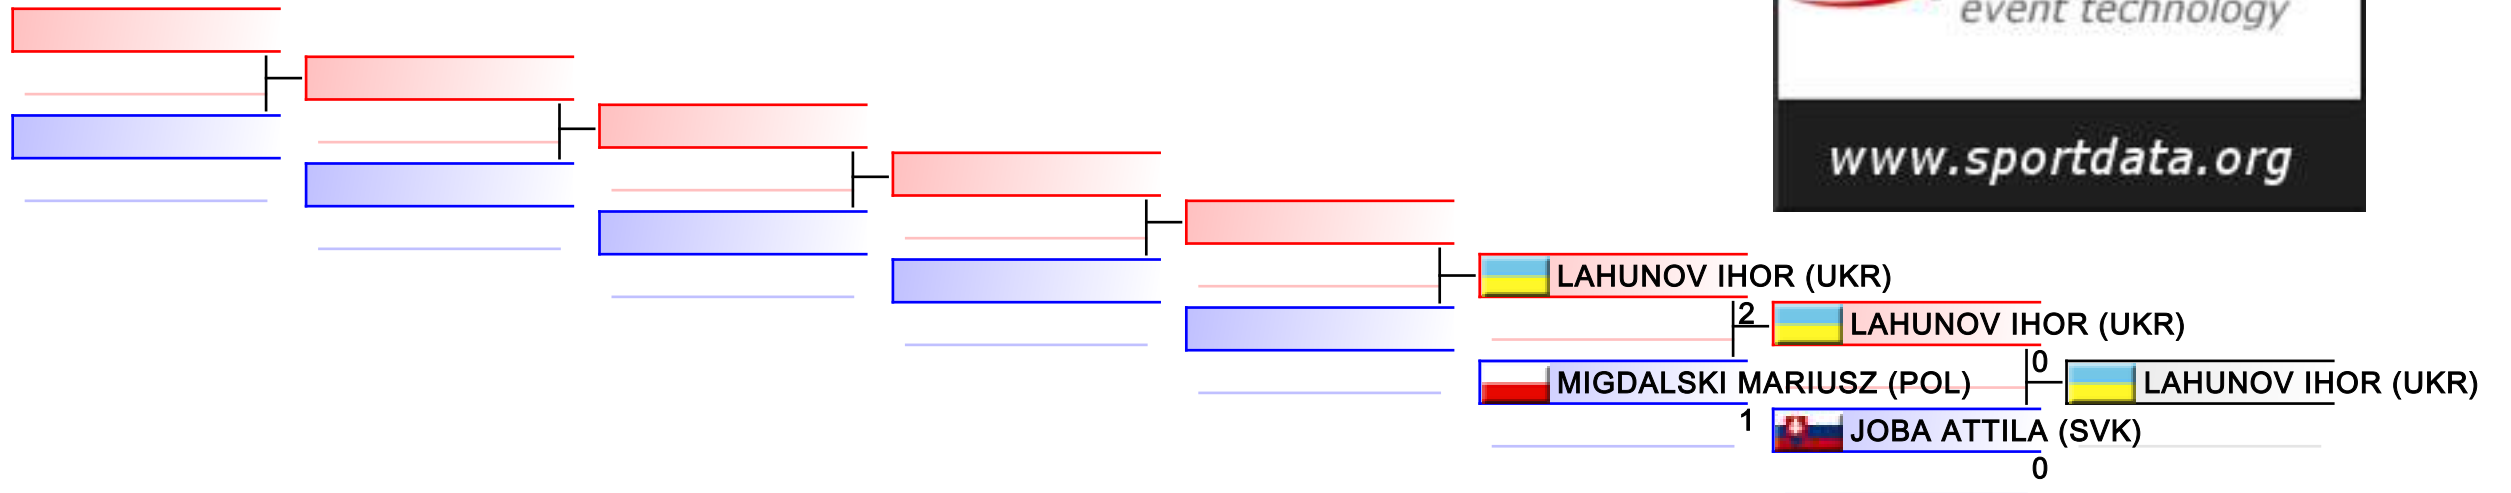 event technology
www.sportdata.org
LAHUNOV IHOR (UKR)
2
LAHUNOV IHOR (UKR)
0
MIGDALSKI MARIUSZ (POL)
LAHUNOV IHOR (UKR)
1
JOBA ATTILA (SVK)
0